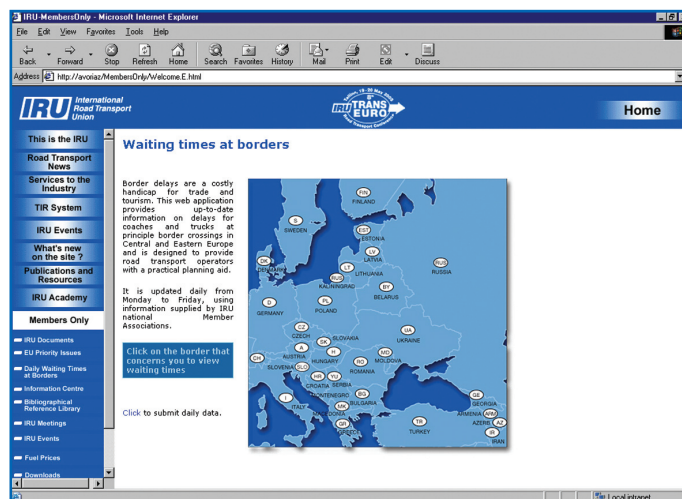 IRU-MembersOnly - Microsoft Internet Explorer
File Edit View Favorites Tools Help
Back Forward Stop Refresh Home Search Favorites History Mail Print Edit Discuss
Address http://avoriaz/MembersOnly/Welcome.E.html
IRU International
Road Transport
Union
8th
IRU TRANS
EURO
Home
This is the IRU
Road Transport
News
Services to the
Industry
TIR System
IRU Events
What's new
on the site ?
Publications and
Resources
IRU Academy
Members Only
IRU Documents
EU Priority Issues
Daily Waiting Times
at Borders
Information Centre
Bibliographical
Reference Library
IRU Meetings
IRU Events
Fuel Prices
Downloads
Waiting times at borders
Border delays are a costly
handicap for trade and
tourism. This web application
provides up-to-date
information on delays for
coaches and trucks at
principle border crossings in
Central and Eastern Europe
and is designed to provide
road transport operators
with a practical planning aid.
It is updated daily from
Monday to Friday, using
information supplied by IRU
national Member
Associations.
Click on the border that
concerns you to view
waiting times
Click to submit daily data.
FIN
FINLAND
S
SWEDEN
EST
ESTONIA
LV
LATVIA
RUS
RUSSIA
DK
DENMARK
LT
LITHUANIA
RUS
KALININGRAD
BY
BELARUS
D
GERMANY
PL
POLAND
CZ
CZECH
UA
UKRAINE
SK
SLOVAKIA
A
AUSTRIA
H
HUNGARY
MD
MOLDOVA
CH
SLO
SLOVENIA
RO
ROMANIA
HR
CROATIA
YU
SERBIA
MONTENEGRO
BG
BULGARIA
I
ITALY
MK
MACEDONIA
GR
GREECE
TR
TURKEY
GE
GEORGIA
ARM
ARMENIA
AZ
AZERB
IR
IRAN
Local intranet